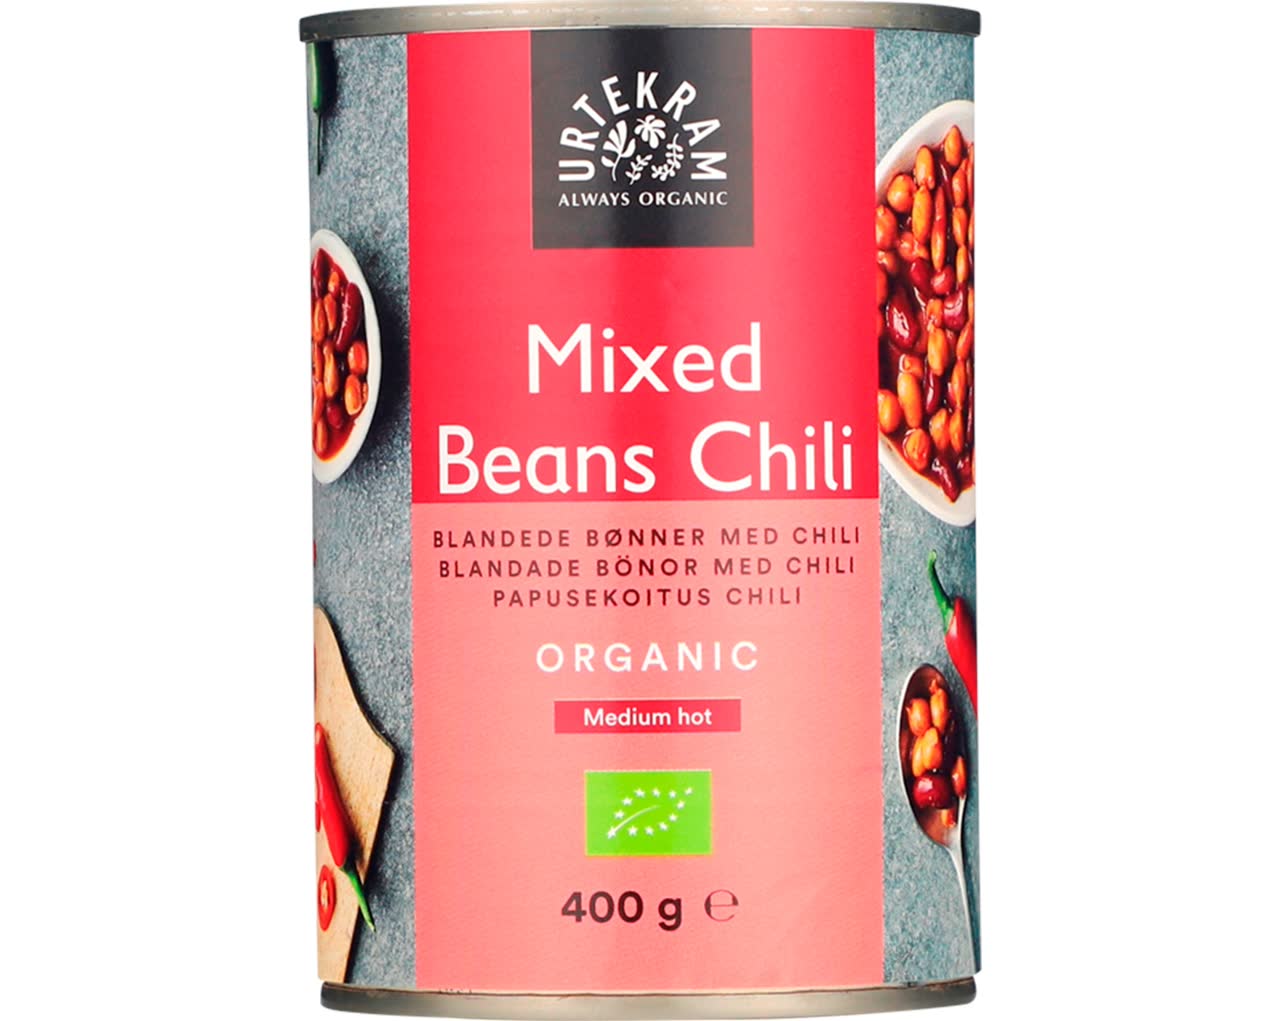 URTEKRAM
ALWAYS ORGANIC
Mixed
Beans Chili
BLANDEDE BØNNER MED CHILI
BLANDADE BÖNOR MED CHILI
PAPUSEKOITUS CHILI
ORGANIC
Medium hot
400 g ℮